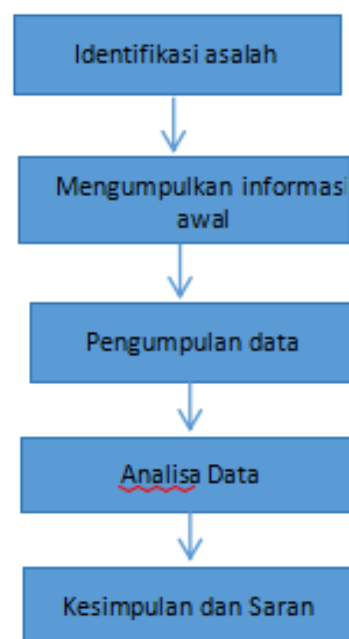 Identifikasi asalah
Mengumpulkan informasi
awal
Pengumpulan data
Analisa Data
Kesimpulan dan Saran